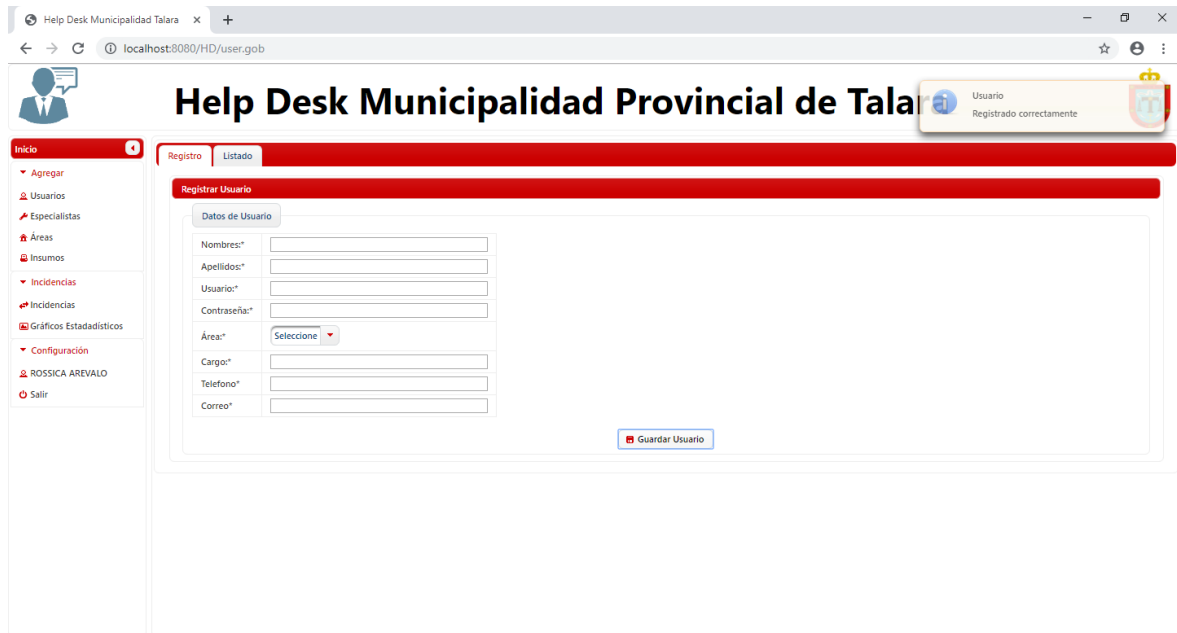 Help Desk Municipalidad Talara
localhost:8080/HD/user.gob
Help Desk Municipalidad Provincial de Talara
Usuario
Registrado correctamente
Inicio
Agregar
Usuarios
Especialistas
Áreas
Insumos
Incidencias
Incidencias
Gráficos Estadadísticos
Configuración
ROSSICA AREVALO
Salir
Registro
Listado
Registrar Usuario
Datos de Usuario
Nombres:*
Apellidos:*
Usuario:*
Contraseña:*
Área:*
Seleccione
Cargo:*
Telefono*
Correo*
Guardar Usuario